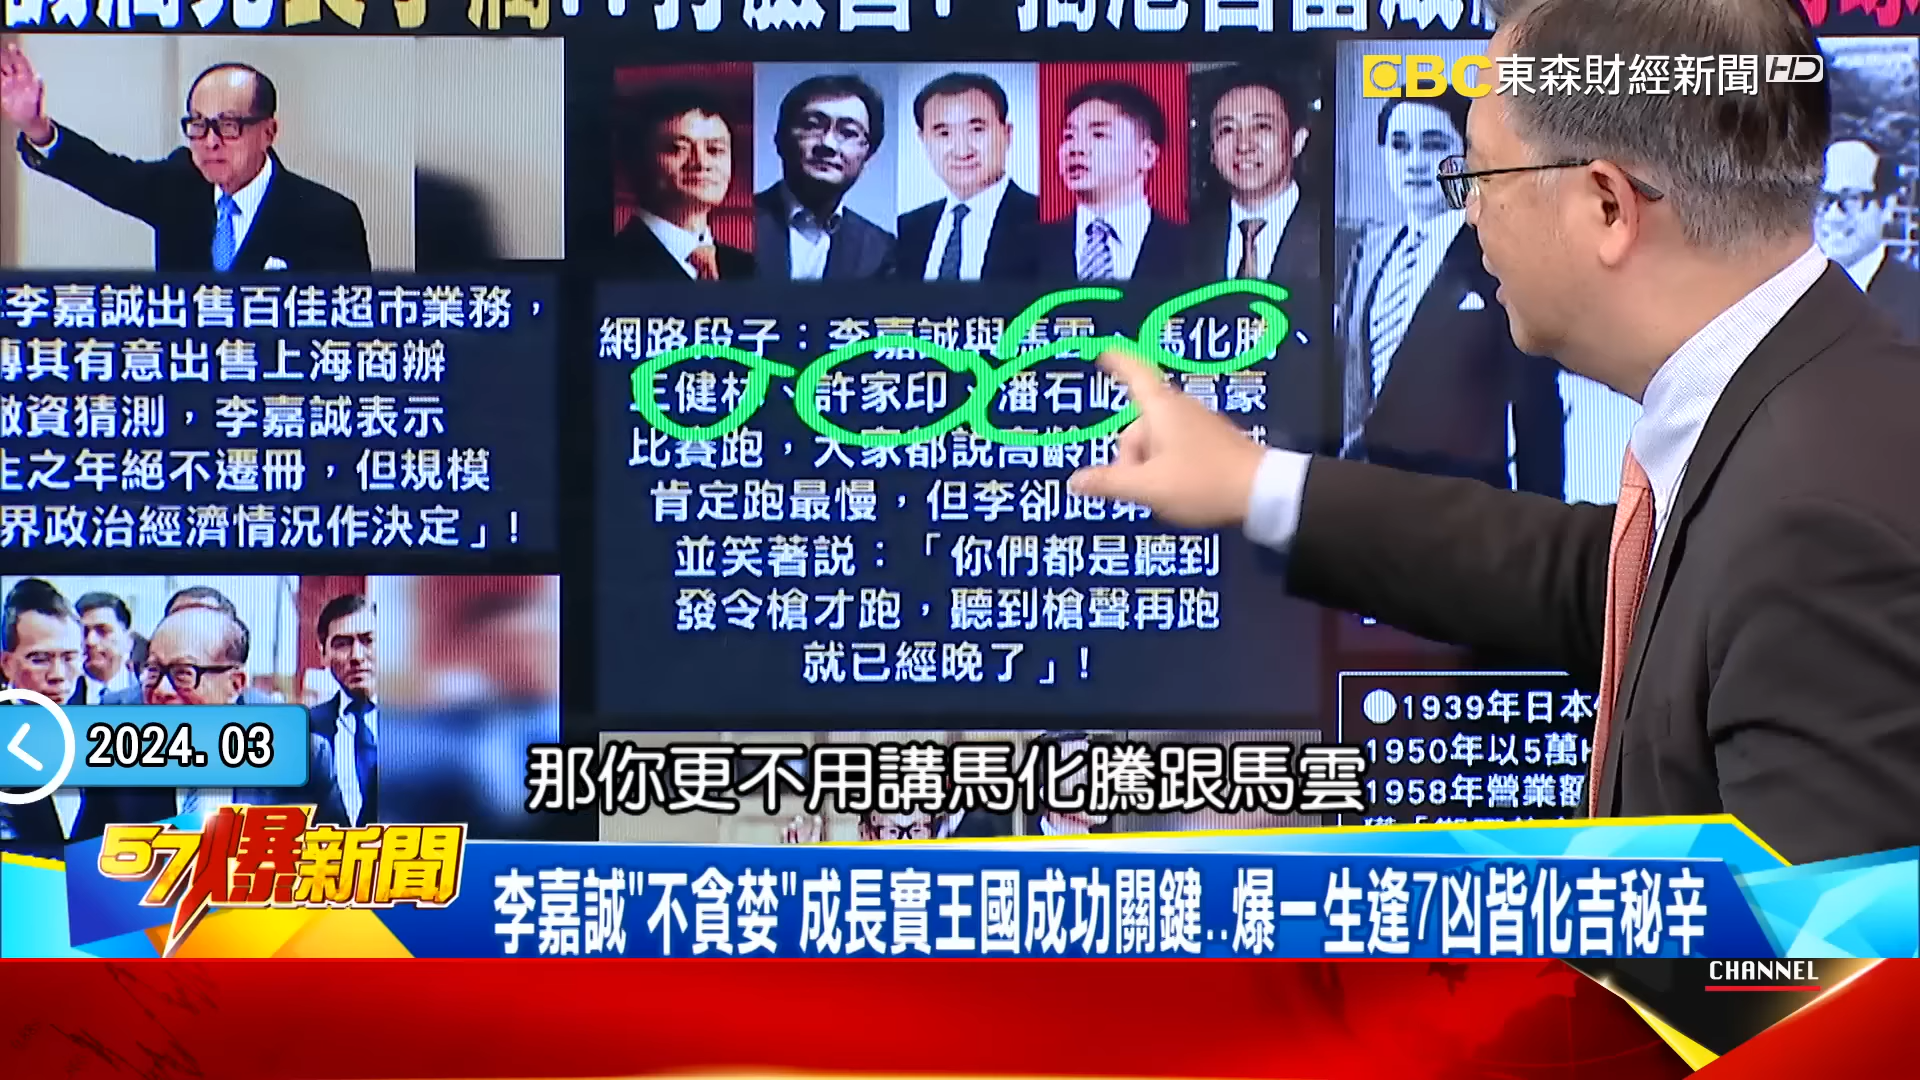 EBC 東森財經新聞 HD
李嘉誠出售百佳超市業務，
傳其有意出售上海商辦
撤資猜測，李嘉誠表示
生之年絕不遷冊，但規模
界政治經濟情況作決定」!
網路段子：李嘉誠與馬雲、馬化騰、
王健林、許家印、潘石屹 富豪
比賽跑，大家都說高齡的
肯定跑最慢，但李卻跑第
並笑著説：「你們都是聽到
發令槍才跑，聽到槍聲再跑
就已經晚了」!
●1939年日本
1950年以5萬
1958年營業額
2024.03
那你更不用講馬化騰跟馬雲
57爆新聞
李嘉誠"不貪婪"成長實王國成功關鍵..爆一生逢7凶皆化吉秘辛
CHANNEL